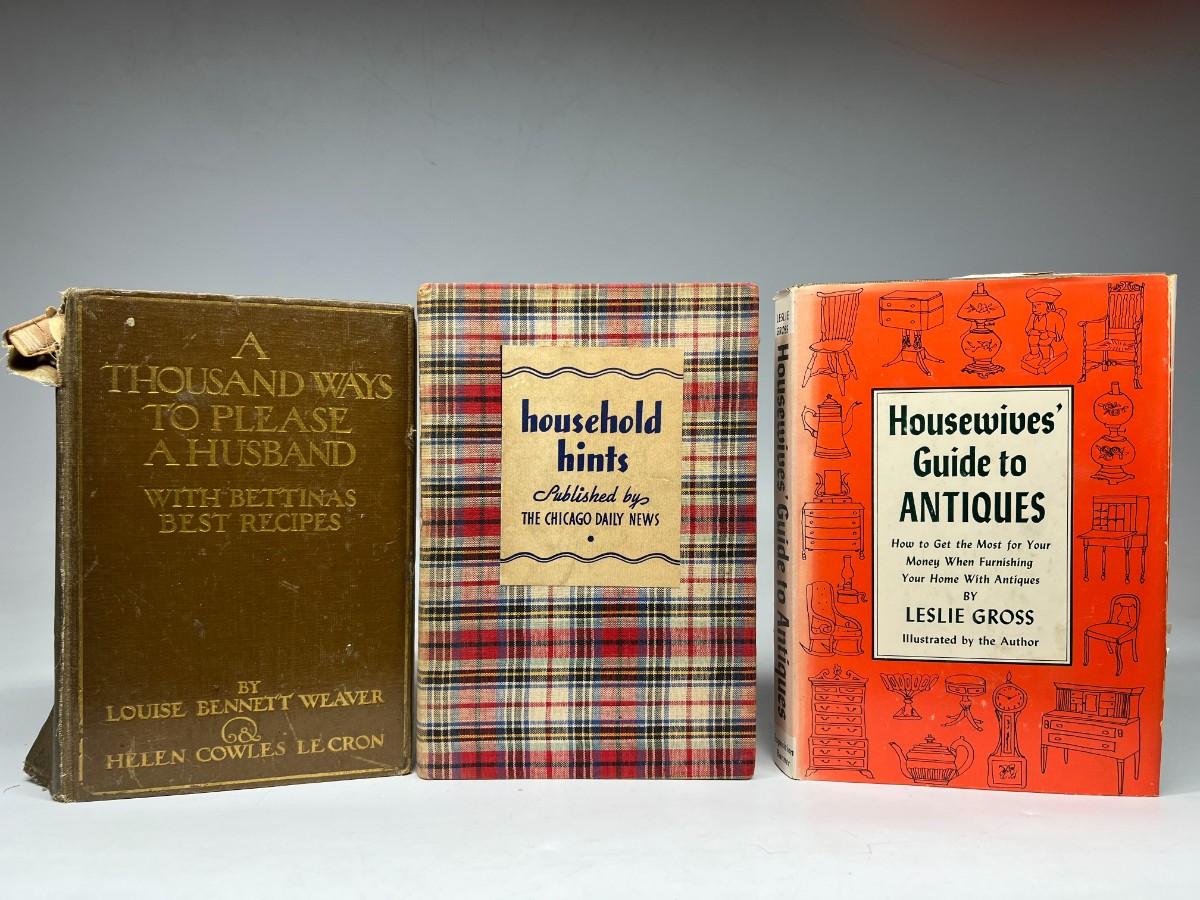 A
THOUSAND WAYS
TO PLEASE
A HUSBAND
WITH BETTINAS
BEST RECIPES
BY
LOUISE BENNETT WEAVER
&
HELEN COWLES LE CRON
household
hints
Published by
THE CHICAGO DAILY NEWS
LESLIE
GROSS
Housewives' Guide to Antiques
Housewives'
Guide to
ANTIQUES
How to Get the Most for Your
Money When Furnishing
Your Home With Antiques
BY
LESLIE GROSS
Illustrated by the Author